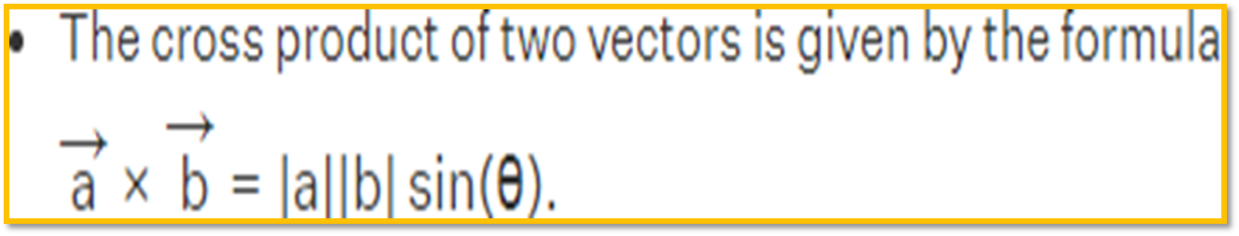 • The cross product of two vectors is given by the formula
a⃗ × b⃗ = |a||b| sin(θ).